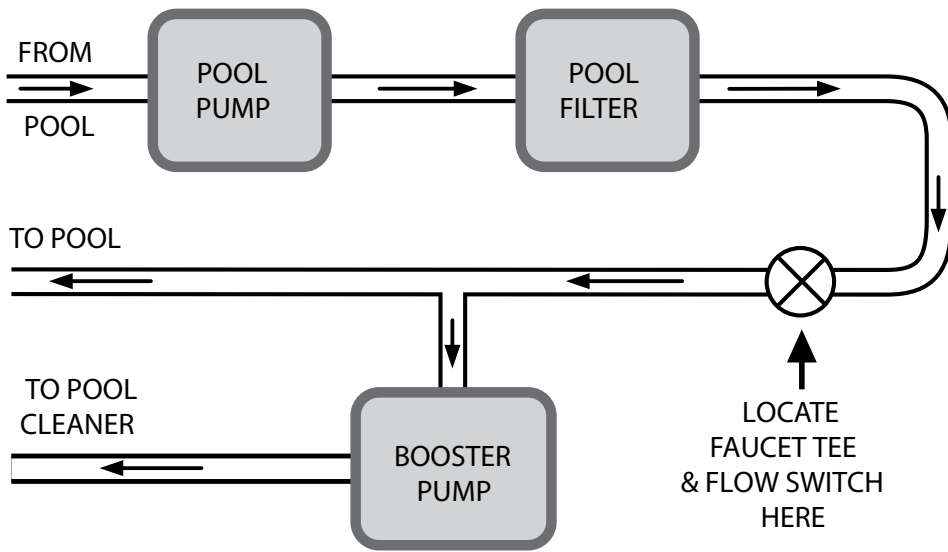 FROM
POOL
POOL
PUMP
POOL
FILTER
TO POOL
TO POOL
CLEANER
BOOSTER
PUMP
LOCATE
FAUCET TEE
& FLOW SWITCH
HERE